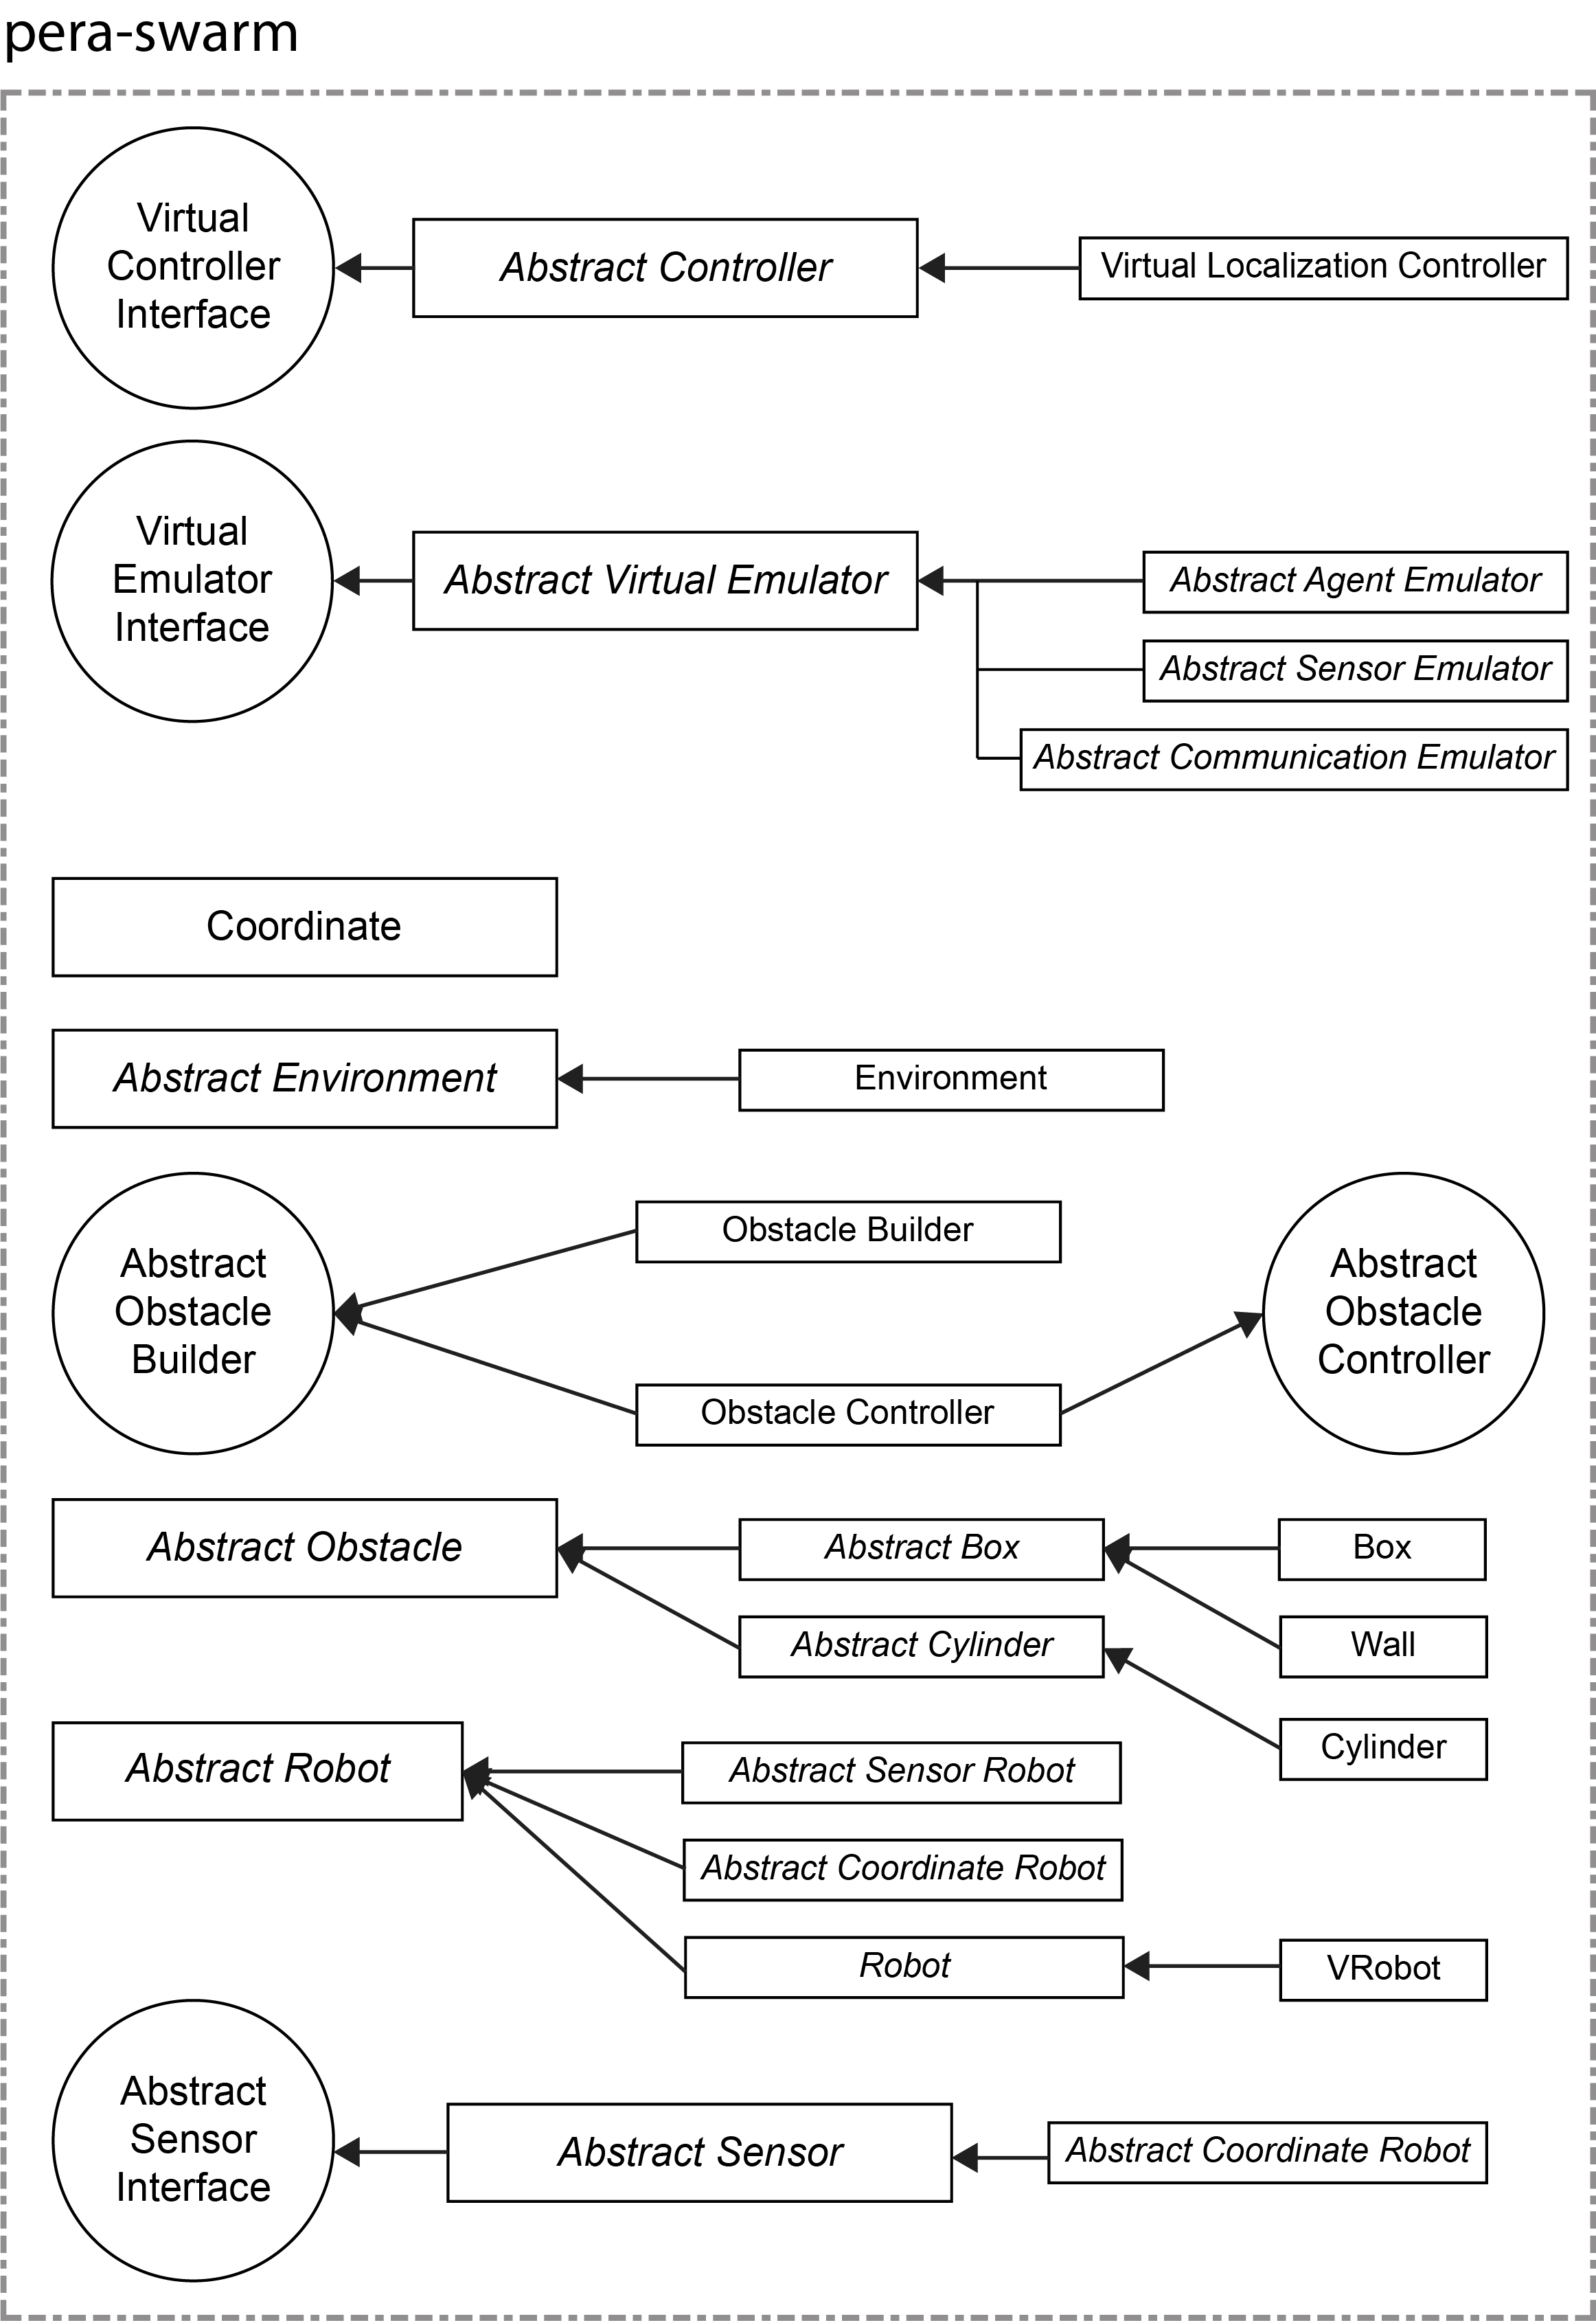 pera-swarm
Virtual
Controller
Interface
Abstract Controller
Virtual Localization Controller
Virtual
Emulator
Interface
Abstract Virtual Emulator
Abstract Agent Emulator
Abstract Sensor Emulator
Abstract Communication Emulator
Coordinate
Abstract Environment
Environment
Abstract
Obstacle
Builder
Obstacle Builder
Obstacle Controller
Abstract
Obstacle
Controller
Abstract Obstacle
Abstract Box
Box
Abstract Cylinder
Wall
Cylinder
Abstract Robot
Abstract Sensor Robot
Abstract Coordinate Robot
Robot
VRobot
Abstract
Sensor
Interface
Abstract Sensor
Abstract Coordinate Robot